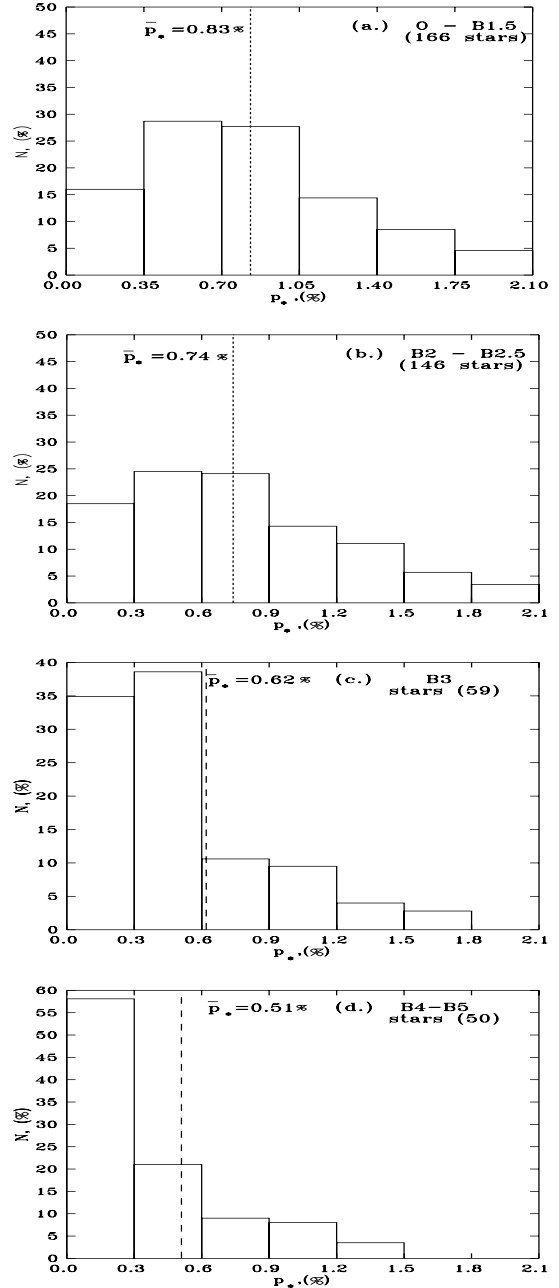 50
p̄*=0.83% (a.) O – B1.5
(166 stars)
45
40
35
30
N, (%)
25
20
15
10
5
0
0.00 0.35 0.70 1.05 1.40 1.75 2.10
p*,(%)
50
p̄*=0.74% (b.) B2 – B2.5
(146 stars)
45
40
35
30
N, (%)
25
20
15
10
5
0
0.0 0.3 0.6 0.9 1.2 1.5 1.8 2.1
p*,(%)
40
p̄*=0.62% (c.) B3
stars (59)
35
30
25
20
N, (%)
15
10
5
0
0.0 0.3 0.6 0.9 1.2 1.5 1.8 2.1
p*,(%)
60
p̄*=0.51% (d.) B4–B5
stars (50)
55
50
45
40
35
30
N, (%)
25
20
15
10
5
0
0.0 0.3 0.6 0.9 1.2 1.5 1.8 2.1
p*,(%)